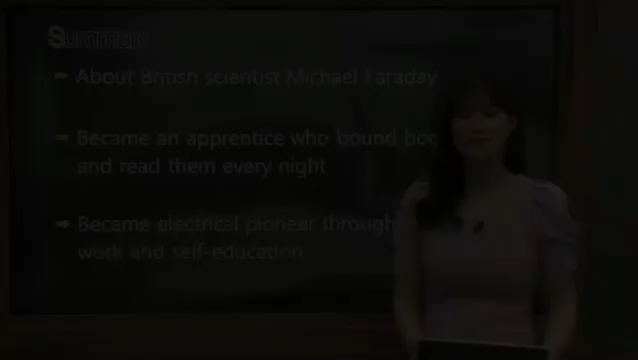 Summary
About British scientist Michael Faraday
Became an apprentice who bound
and read them every night
Became electrical pioneer through
work and self-education